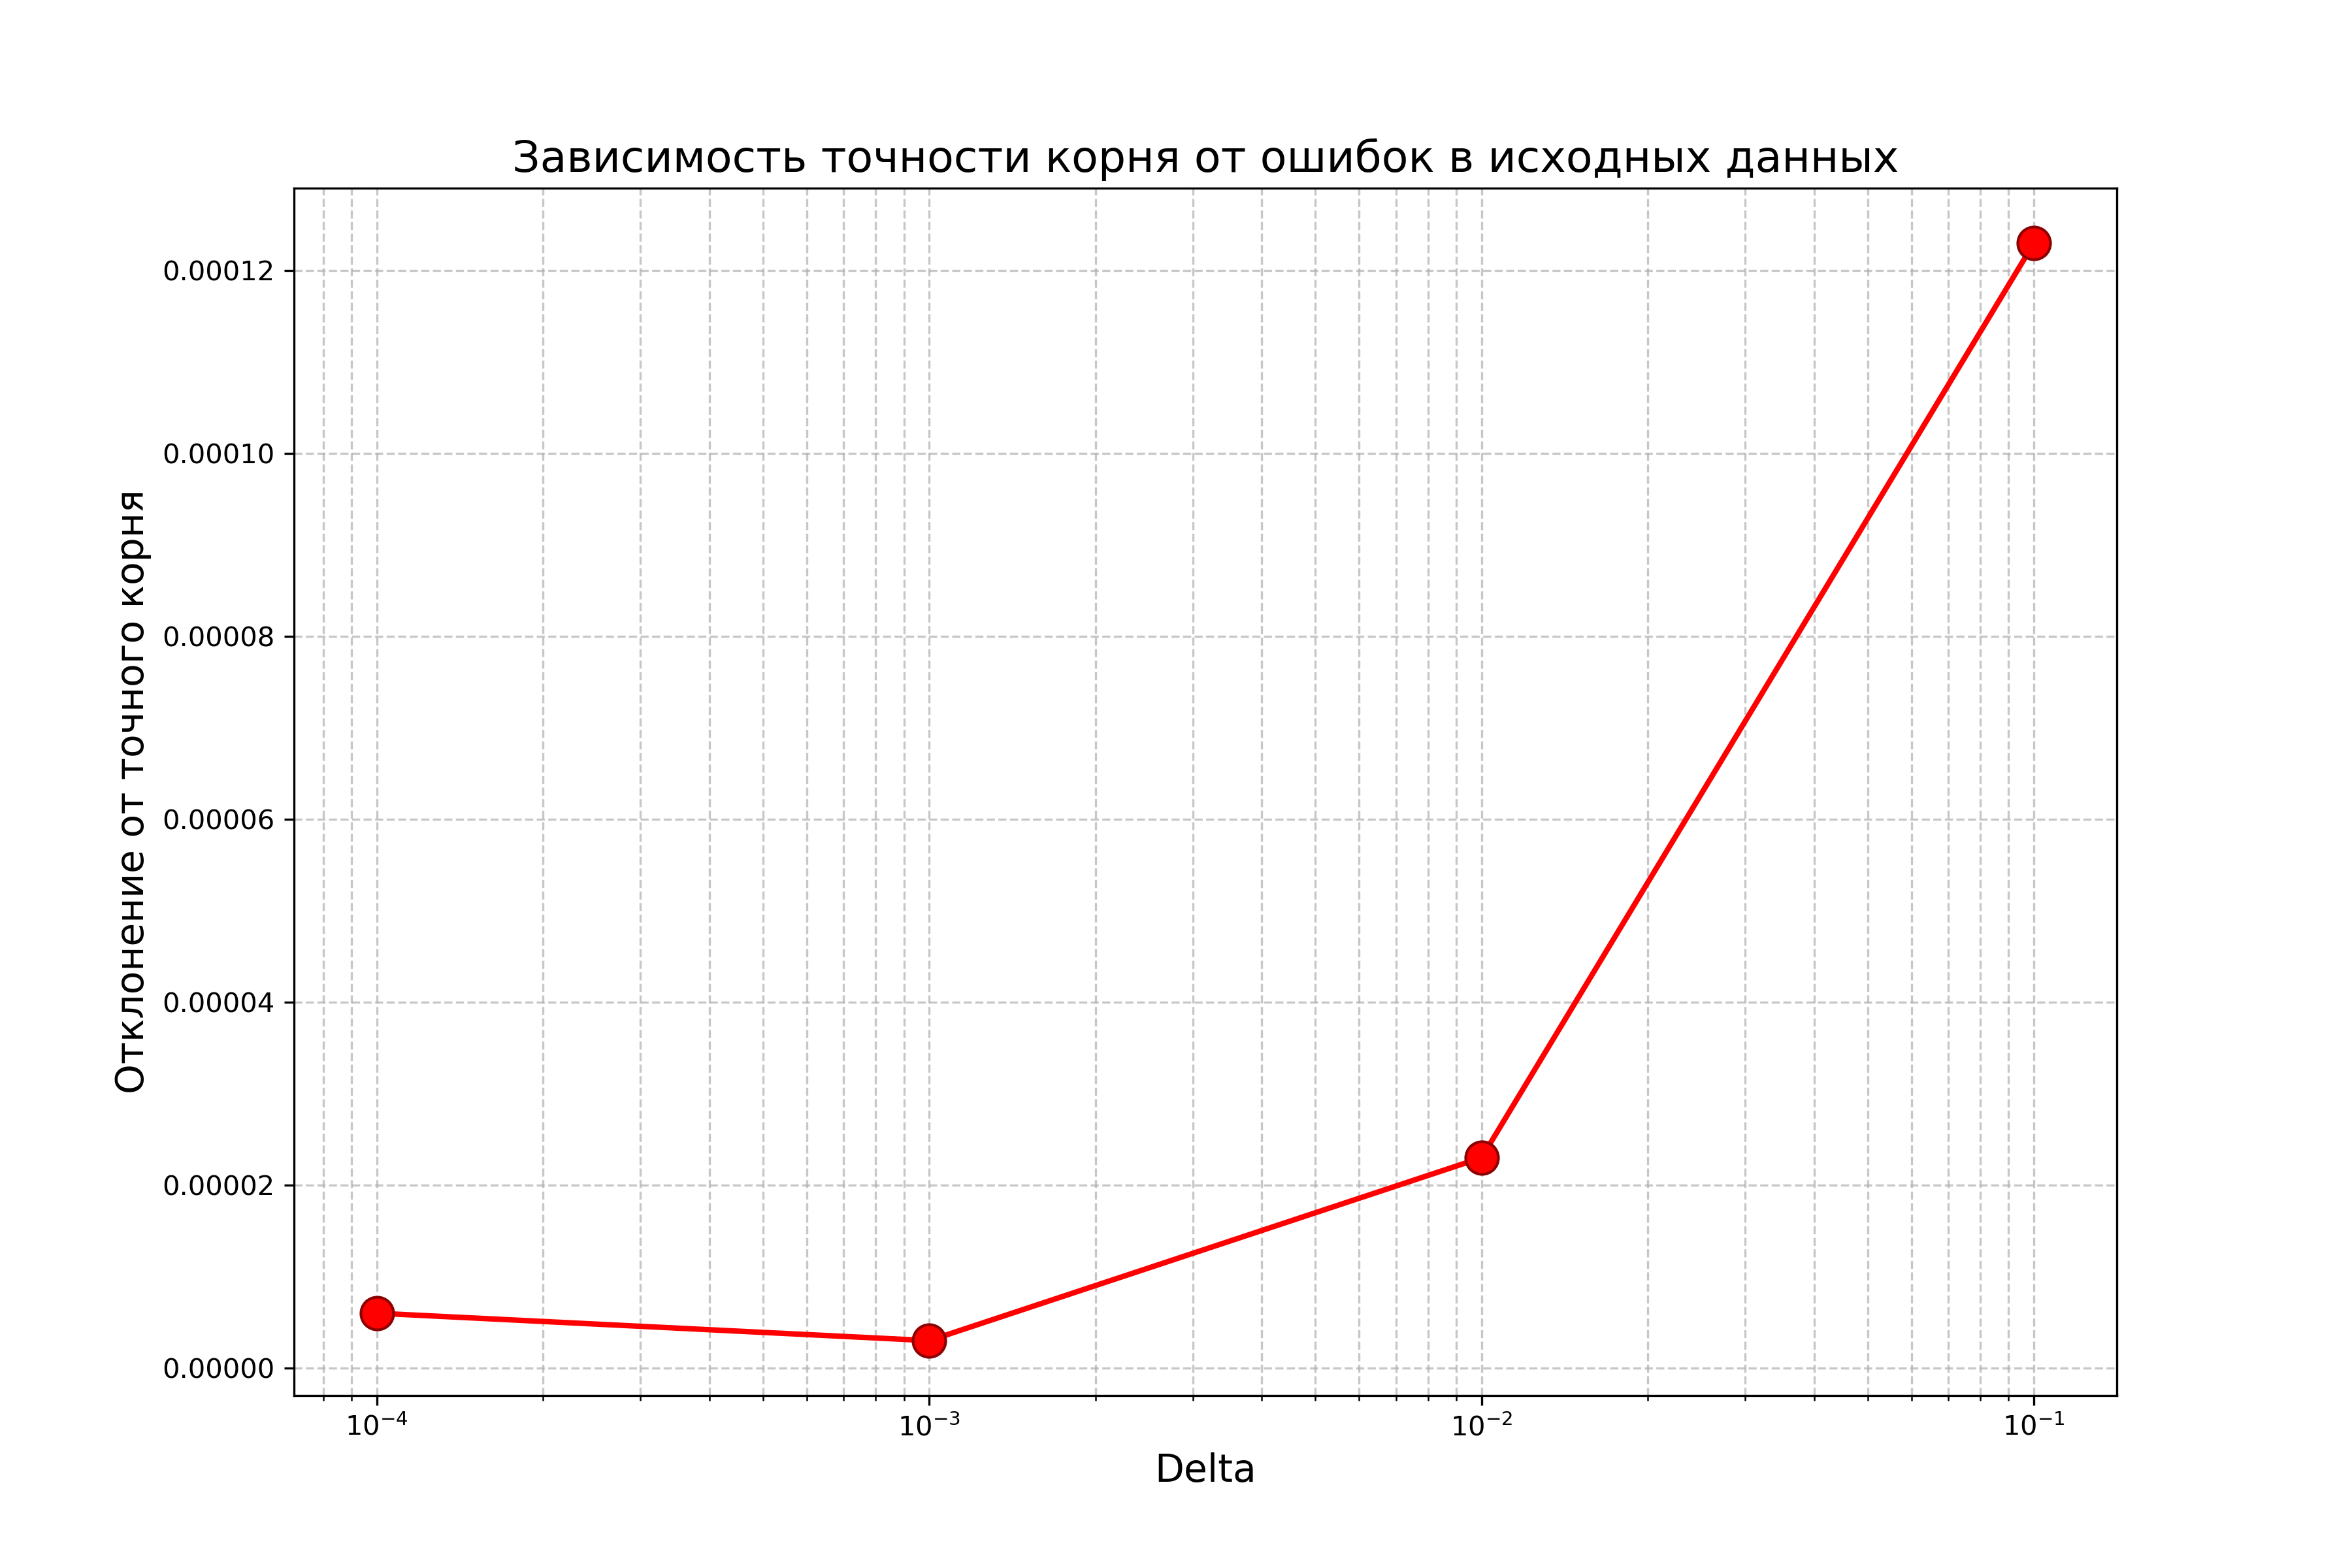 Зависимость точности корня от ошибок в исходных данных
Отклонение от точного корня
0.00012
0.00010
0.00008
0.00006
0.00004
0.00002
0.00000
10⁻⁴ 10⁻³ 10⁻² 10⁻¹
Delta